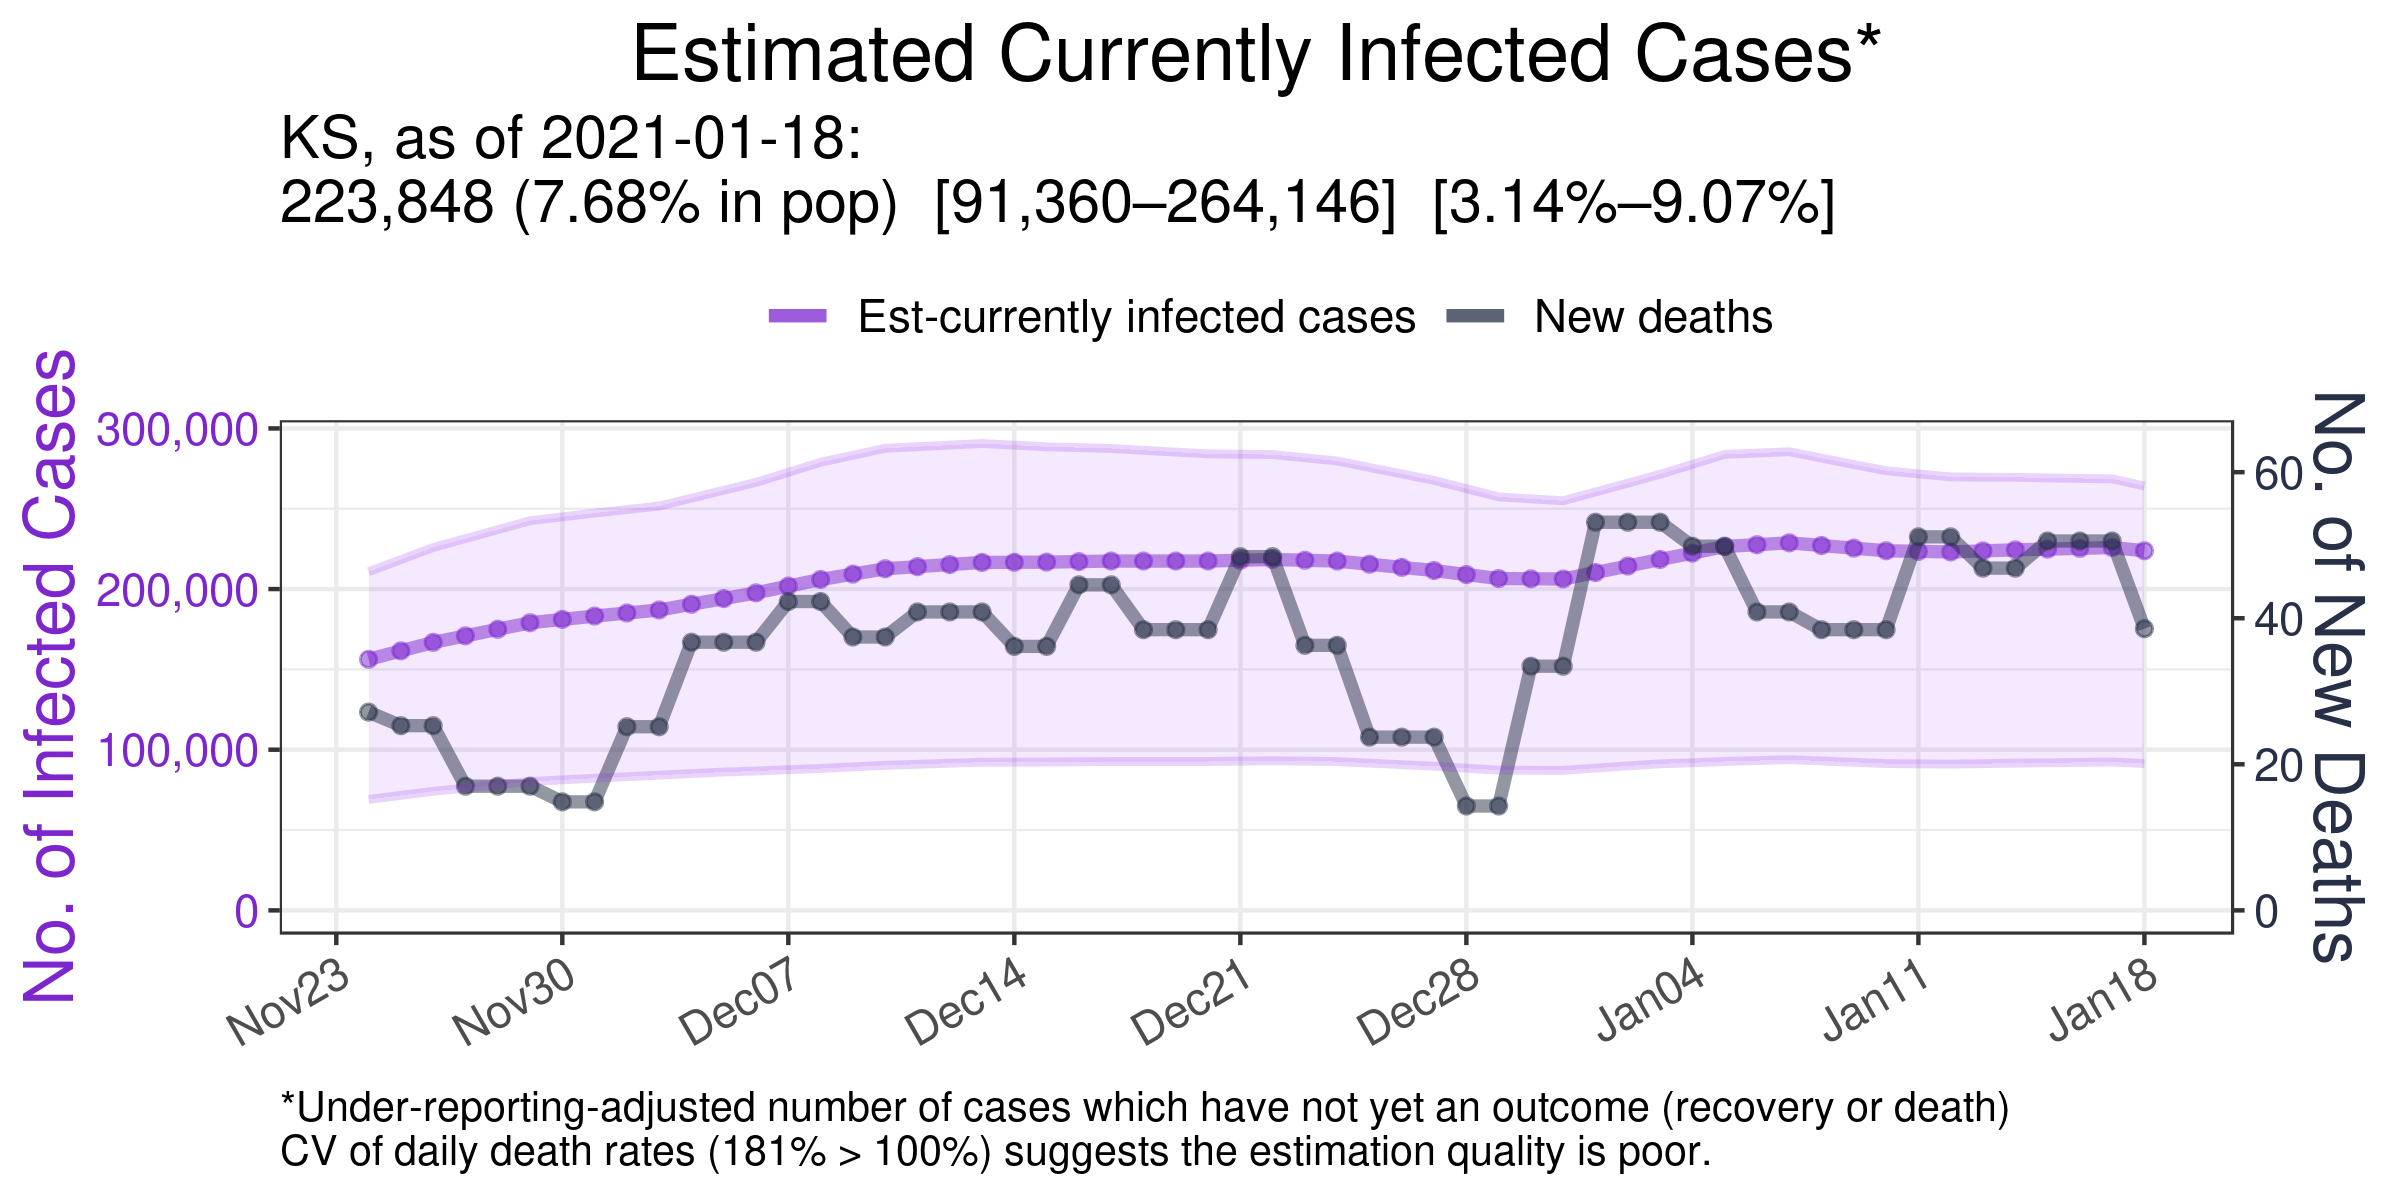 Estimated Currently Infected Cases*
KS, as of 2021-01-18:
223,848 (7.68% in pop)  [91,360–264,146]  [3.14%–9.07%]
Est-currently infected cases
New deaths
No. of Infected Cases
300,000
200,000
100,000
0
60
40
20
0
No. of New Deaths
Nov23
Nov30
Dec07
Dec14
Dec21
Dec28
Jan04
Jan11
Jan18
*Under-reporting-adjusted number of cases which have not yet an outcome (recovery or death)
CV of daily death rates (181% > 100%) suggests the estimation quality is poor.